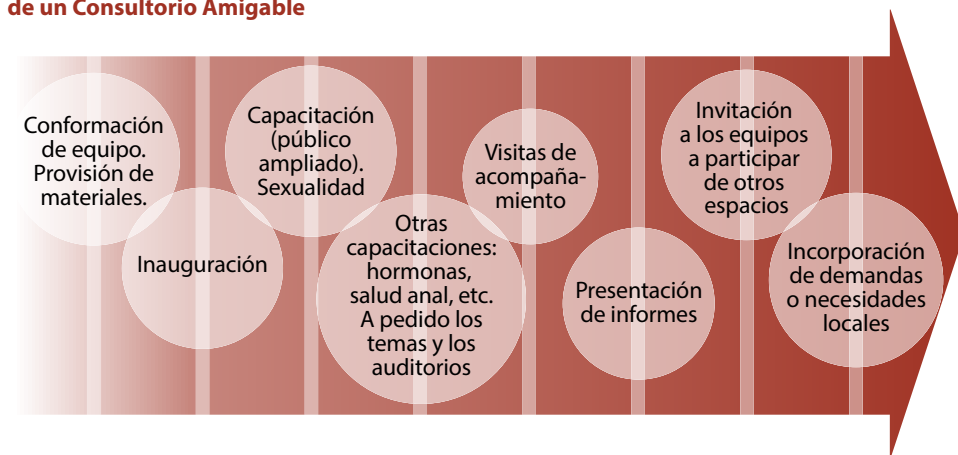 de un Consultorio Amigable
Conformación
de equipo.
Provisión de
materiales.
Inauguración
Capacitación
(público
ampliado).
Sexualidad
Otras
capacitaciones:
hormonas,
salud anal, etc.
A pedido los
temas y los
auditorios
Visitas de
acompaña-
miento
Presentación
de informes
Invitación
a los equipos
a participar
de otros
espacios
Incorporación
de demandas
o necesidades
locales